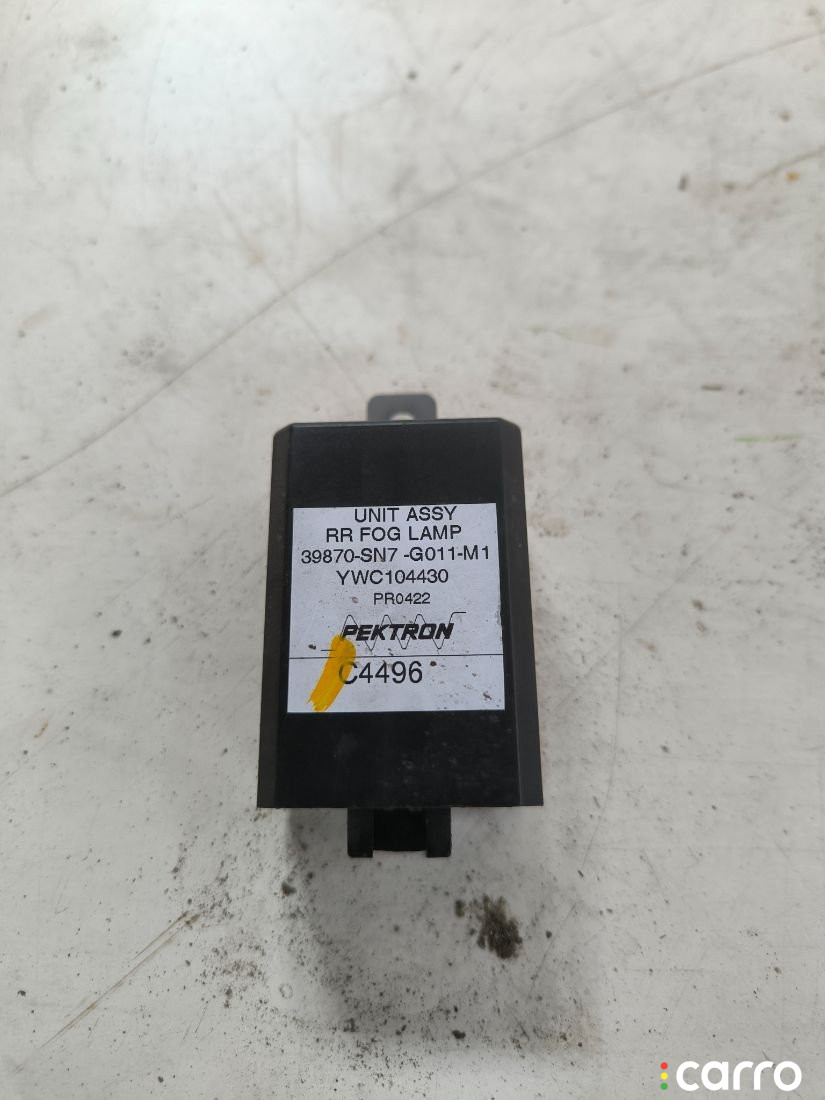 UNIT ASSY
RR FOG LAMP
39870-SN7 -G011-M1
YWC104430
PR0422
PEKTRON
C4496
carro